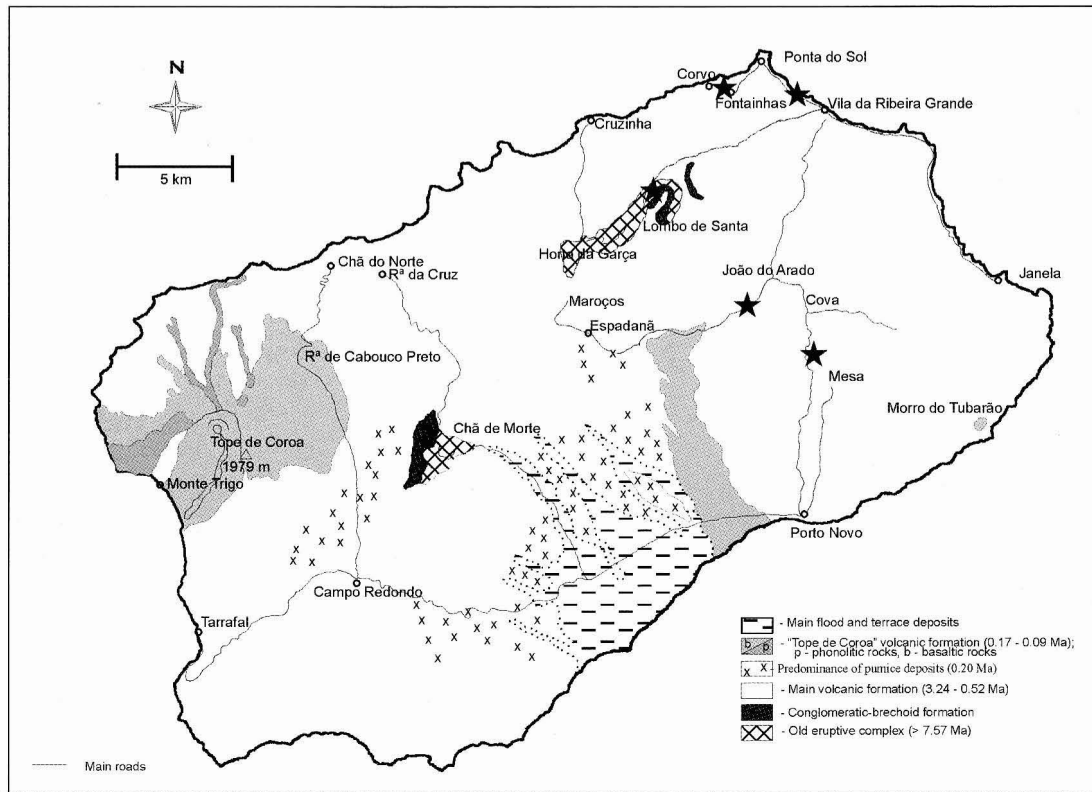 N
5 km
Ponta do Sol
Corvo
Fontainhas
Vila da Ribeira Grande
Cruzinha
Lombo de Santa
Horto da Garça
Chã do Norte
Rª da Cruz
João do Arado
Janela
Maroços
Cova
Espadanã
Rª de Cabouco Preto
Mesa
Morro do Tubarão
Chã de Morte
Tope de Coroa
1979 m
Monte Trigo
Porto Novo
Campo Redondo
Tarrafal
- Main flood and terrace deposits
b p - "Tope de Coroa" volcanic formation (0.17 - 0.09 Ma);
p - phonolitic rocks, b - basaltic rocks
x x x - Predominance of pumice deposits (0.20 Ma)
- Main volcanic formation (3.24 - 0.52 Ma)
- Conglomeratic-brechoid formation
- Old eruptive complex (> 7.57 Ma)
Main roads